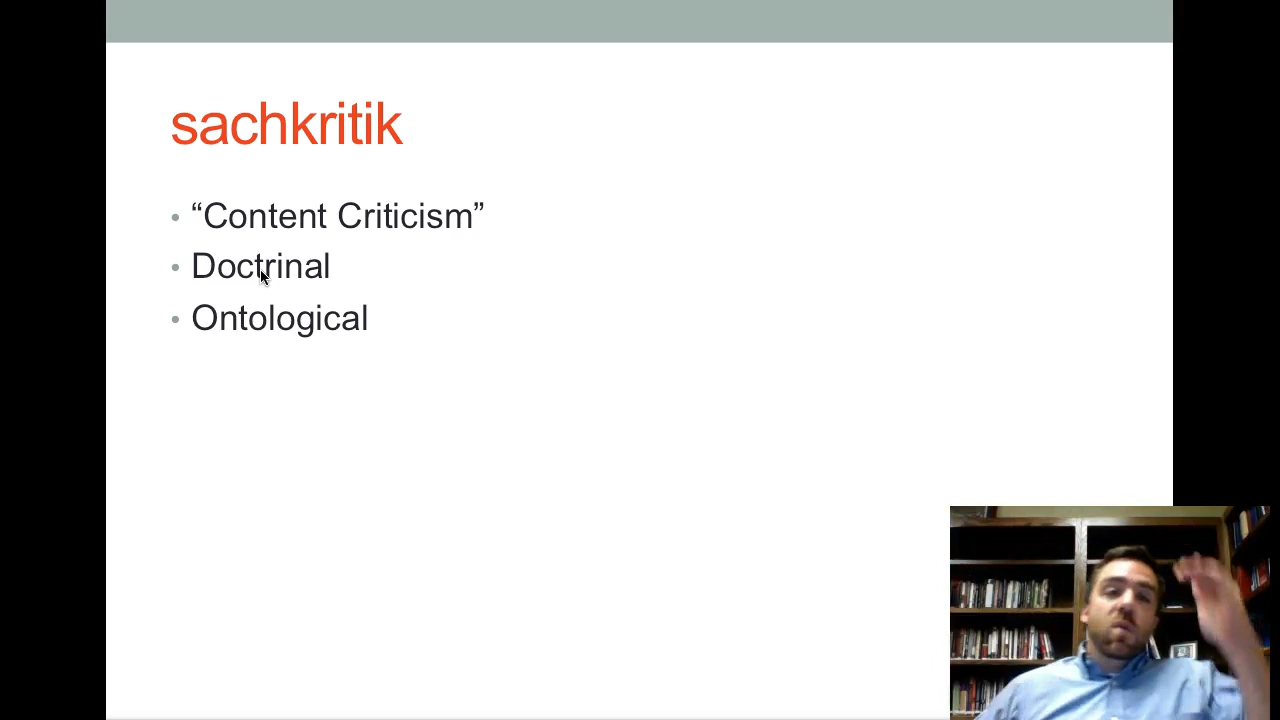 sachkritik
• “Content Criticism”
• Doctrinal
• Ontological